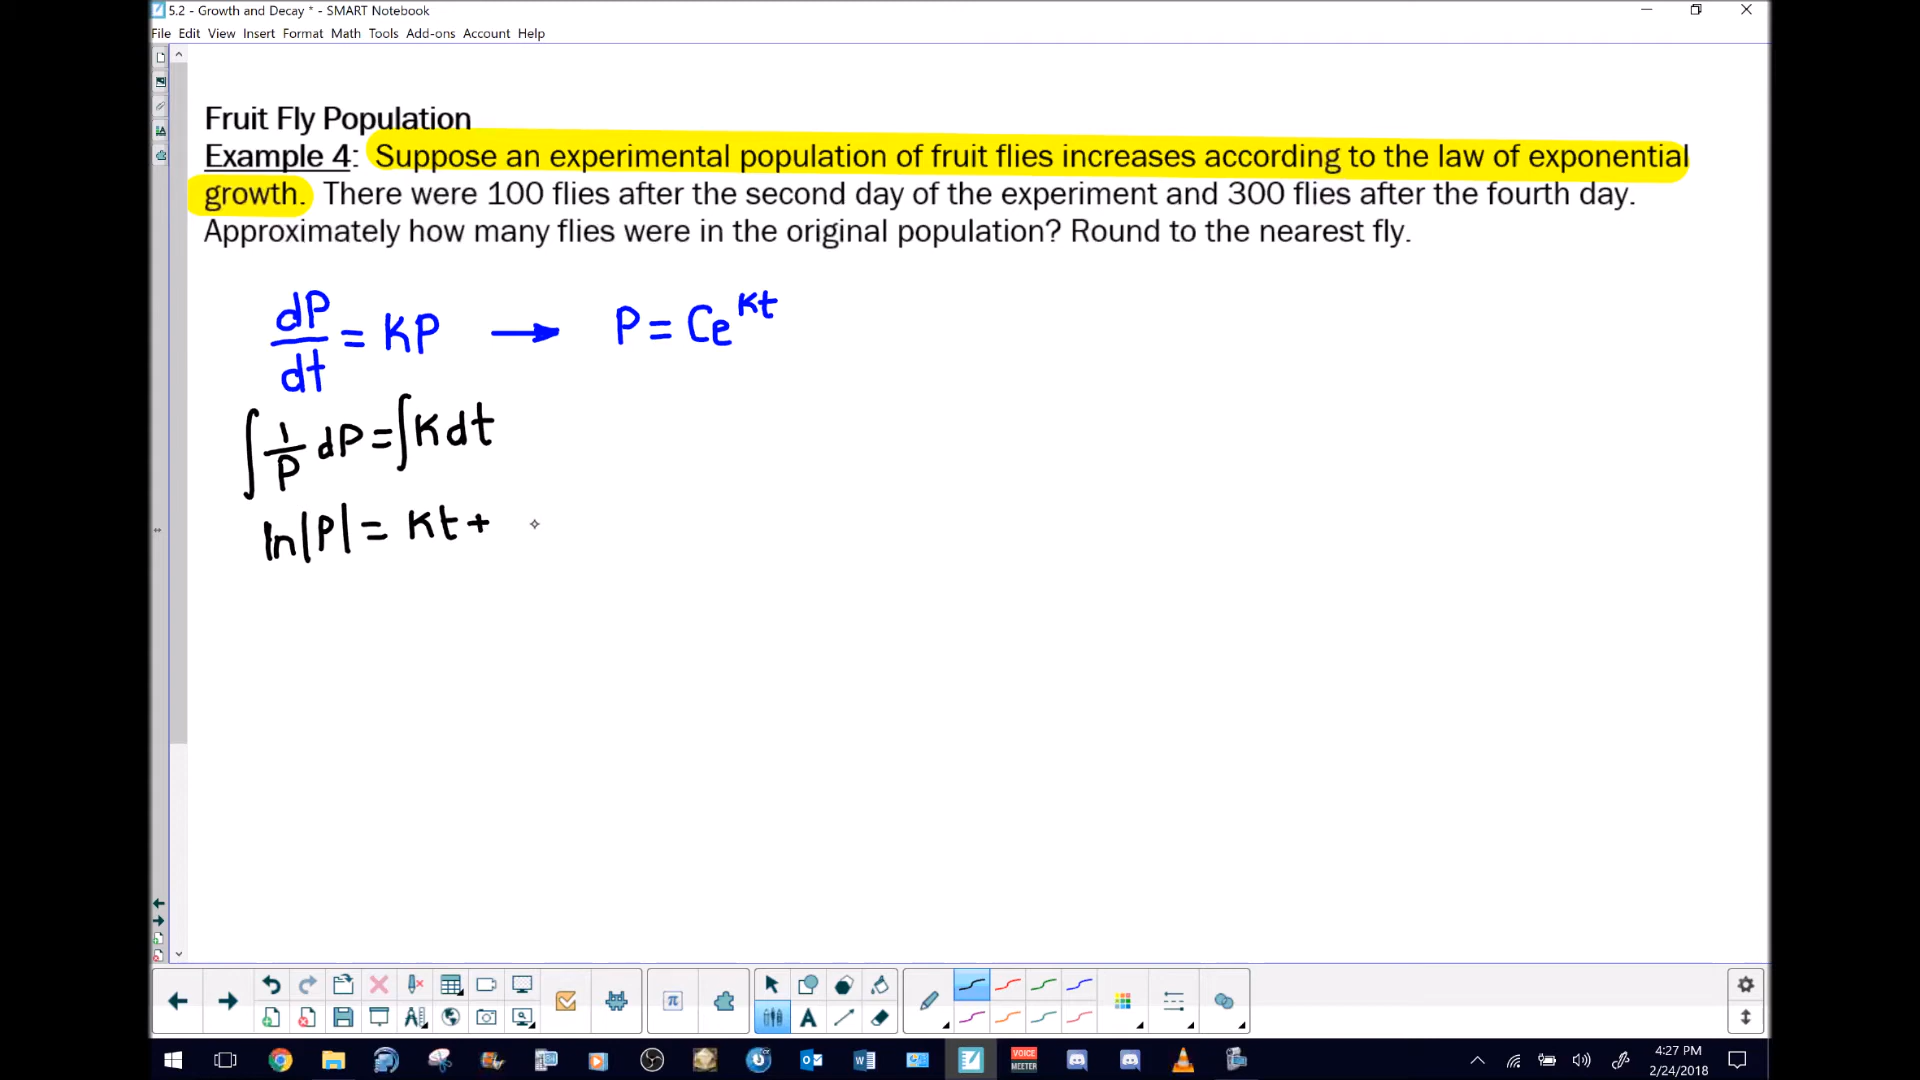 5.2 - Growth and Decay * - SMART Notebook
File Edit View Insert Format Math Tools Add-ons Account Help
Fruit Fly Population
Example 4: Suppose an experimental population of fruit flies increases according to the law of exponential
growth. There were 100 flies after the second day of the experiment and 300 flies after the fourth day.
Approximately how many flies were in the original population? Round to the nearest fly.
dP/dt = KP → P = Ce^Kt
∫ 1/P dP = ∫ K dt
ln|P| = Kt +
VOICE
MEETER
4:27 PM
2/24/2018